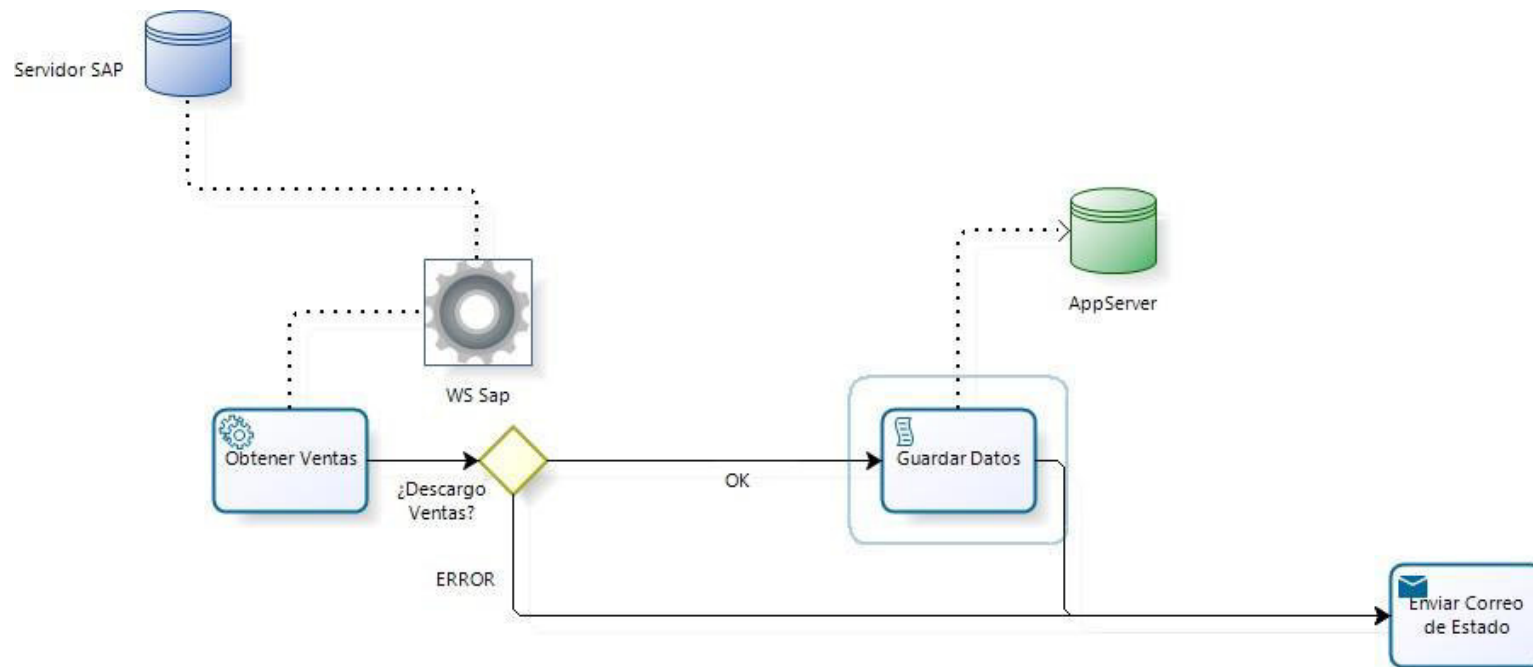 Servidor SAP
AppServer
WS Sap
Obtener Ventas
¿Descargo
Ventas?
OK
Guardar Datos
ERROR
Enviar Correo
de Estado